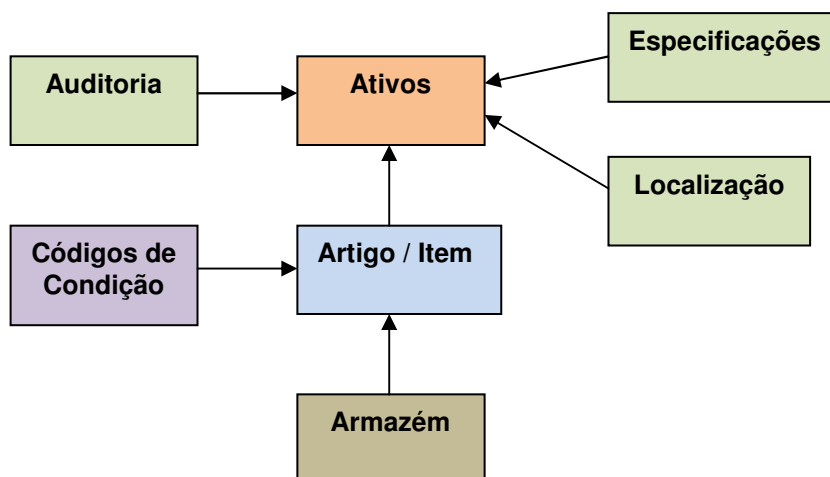 Especificações
Auditoria
Ativos
Localização
Códigos de
Condição
Artigo / Item
Armazém